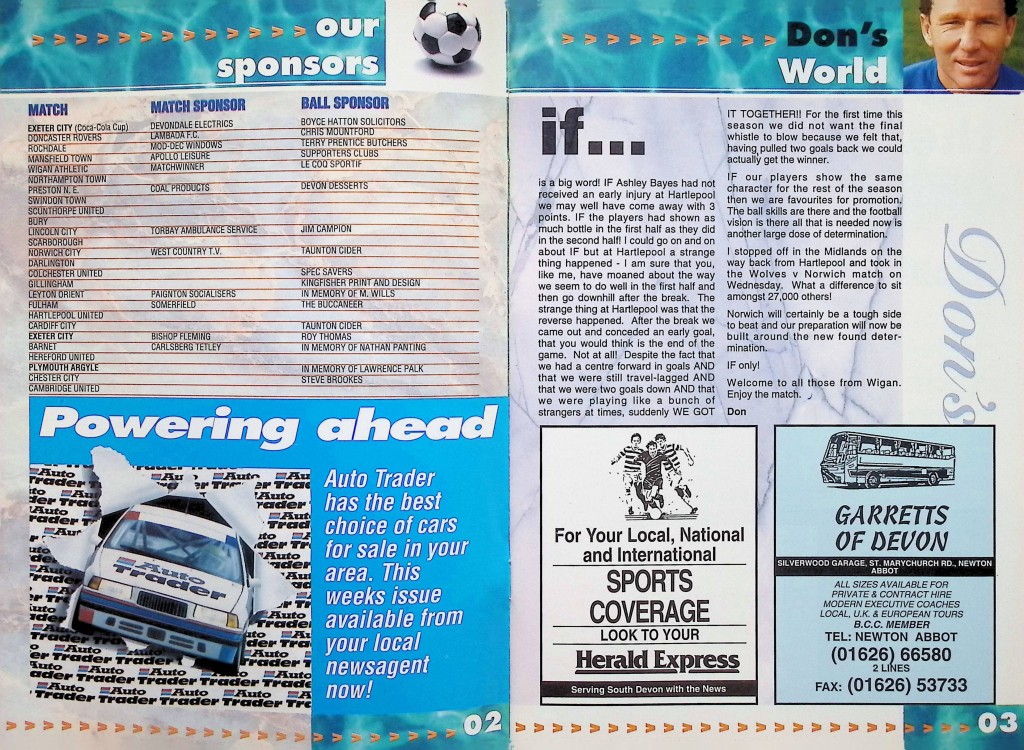 our
sponsors
MATCH MATCH SPONSOR BALL SPONSOR
EXETER CITY (Coca-Cola Cup) DEVONDALE ELECTRICS BOYCE HATTON SOLICITORS
DONCASTER ROVERS LAMBADA F.C. CHRIS MOUNTFORD
ROCHDALE MOD-DEC WINDOWS TERRY PRENTICE BUTCHERS
MANSFIELD TOWN APOLLO LEISURE SUPPORTERS CLUBS
WIGAN ATHLETIC MATCHWINNER LE COQ SPORTIF
NORTHAMPTON TOWN
PRESTON N. E. COAL PRODUCTS DEVON DESSERTS
SWINDON TOWN
SCUNTHORPE UNITED
BURY
LINCOLN CITY TORBAY AMBULANCE SERVICE JIM CAMPION
SCARBOROUGH
NORWICH CITY WEST COUNTRY T.V. TAUNTON CIDER
DARLINGTON
COLCHESTER UNITED SPEC SAVERS
GILLINGHAM KINGFISHER PRINT AND DESIGN
LEYTON ORIENT PAIGNTON SOCIALISERS IN MEMORY OF M. WILLS
FULHAM SOMERFIELD THE BUCCANEER
HARTLEPOOL UNITED
CARDIFF CITY TAUNTON CIDER
EXETER CITY BISHOP FLEMING ROY THOMAS
BARNET CARLSBERG TETLEY IN MEMORY OF NATHAN PANTING
HEREFORD UNITED
PLYMOUTH ARGYLE IN MEMORY OF LAWRENCE PALK
CHESTER CITY STEVE BROOKES
CAMBRIDGE UNITED
Powering ahead
Auto Trader
Auto Trader
has the best
choice of cars
for sale in your
area. This
weeks issue
available from
your local
newsagent
now!
02
Don's
World
if...
is a big word! IF Ashley Bayes had not
received an early injury at Hartlepool
we may well have come away with 3
points. IF the players had shown as
much bottle in the first half as they did
in the second half! I could go on and on
about IF but at Hartlepool a strange
thing happened - I am sure that you,
like me, have moaned about the way
we seem to do well in the first half and
then go downhill after the break. The
strange thing at Hartlepool was that the
reverse happened. After the break we
came out and conceded an early goal,
that you would think is the end of the
game. Not at all! Despite the fact that
we had a centre forward in goals AND
that we were still travel-lagged AND
that we were two goals down AND that
we were playing like a bunch of
strangers at times, suddenly WE GOT
IT TOGETHER!! For the first time this
season we did not want the final
whistle to blow because we felt that,
having pulled two goals back we could
actually get the winner.
IF our players show the same
character for the rest of the season
then we are favourites for promotion.
The ball skills are there and the football
vision is there all that is needed now is
another large dose of determination.
I stopped off in the Midlands on the
way back from Hartlepool and took in
the Wolves v Norwich match on
Wednesday. What a difference to sit
amongst 27,000 others!
Norwich will certainly be a tough side
to beat and our preparation will now be
built around the new found deter-
mination.
IF only!
Welcome to all those from Wigan.
Enjoy the match.
Don
Don's
For Your Local, National
and International
SPORTS
COVERAGE
LOOK TO YOUR
Herald Express
Serving South Devon with the News
GARRETTS
OF DEVON
SILVERWOOD GARAGE, ST. MARYCHURCH RD., NEWTON
ABBOT
ALL SIZES AVAILABLE FOR
PRIVATE & CONTRACT HIRE
MODERN EXECUTIVE COACHES
LOCAL, U.K. & EUROPEAN TOURS
B.C.C. MEMBER
TEL: NEWTON ABBOT
(01626) 66580
2 LINES
FAX: (01626) 53733
03